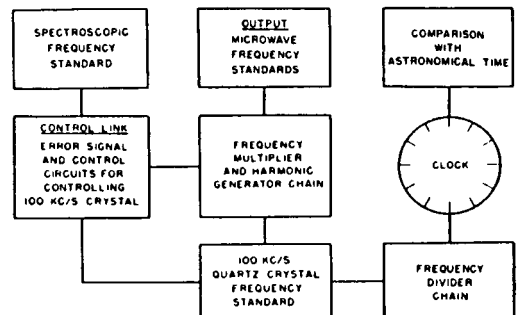 SPECTROSCOPIC
FREQUENCY
STANDARD
OUTPUT
MICROWAVE
FREQUENCY
STANDARDS
COMPARISON
WITH
ASTRONOMICAL TIME
CONTROL LINK
ERROR SIGNAL
AND CONTROL
CIRCUITS FOR
CONTROLLING
100 KC/S CRYSTAL
FREQUENCY
MULTIPLIER
AND HARMONIC
GENERATOR CHAIN
CLOCK
100 KC/S
QUARTZ CRYSTAL
FREQUENCY
STANDARD
FREQUENCY
DIVIDER
CHAIN